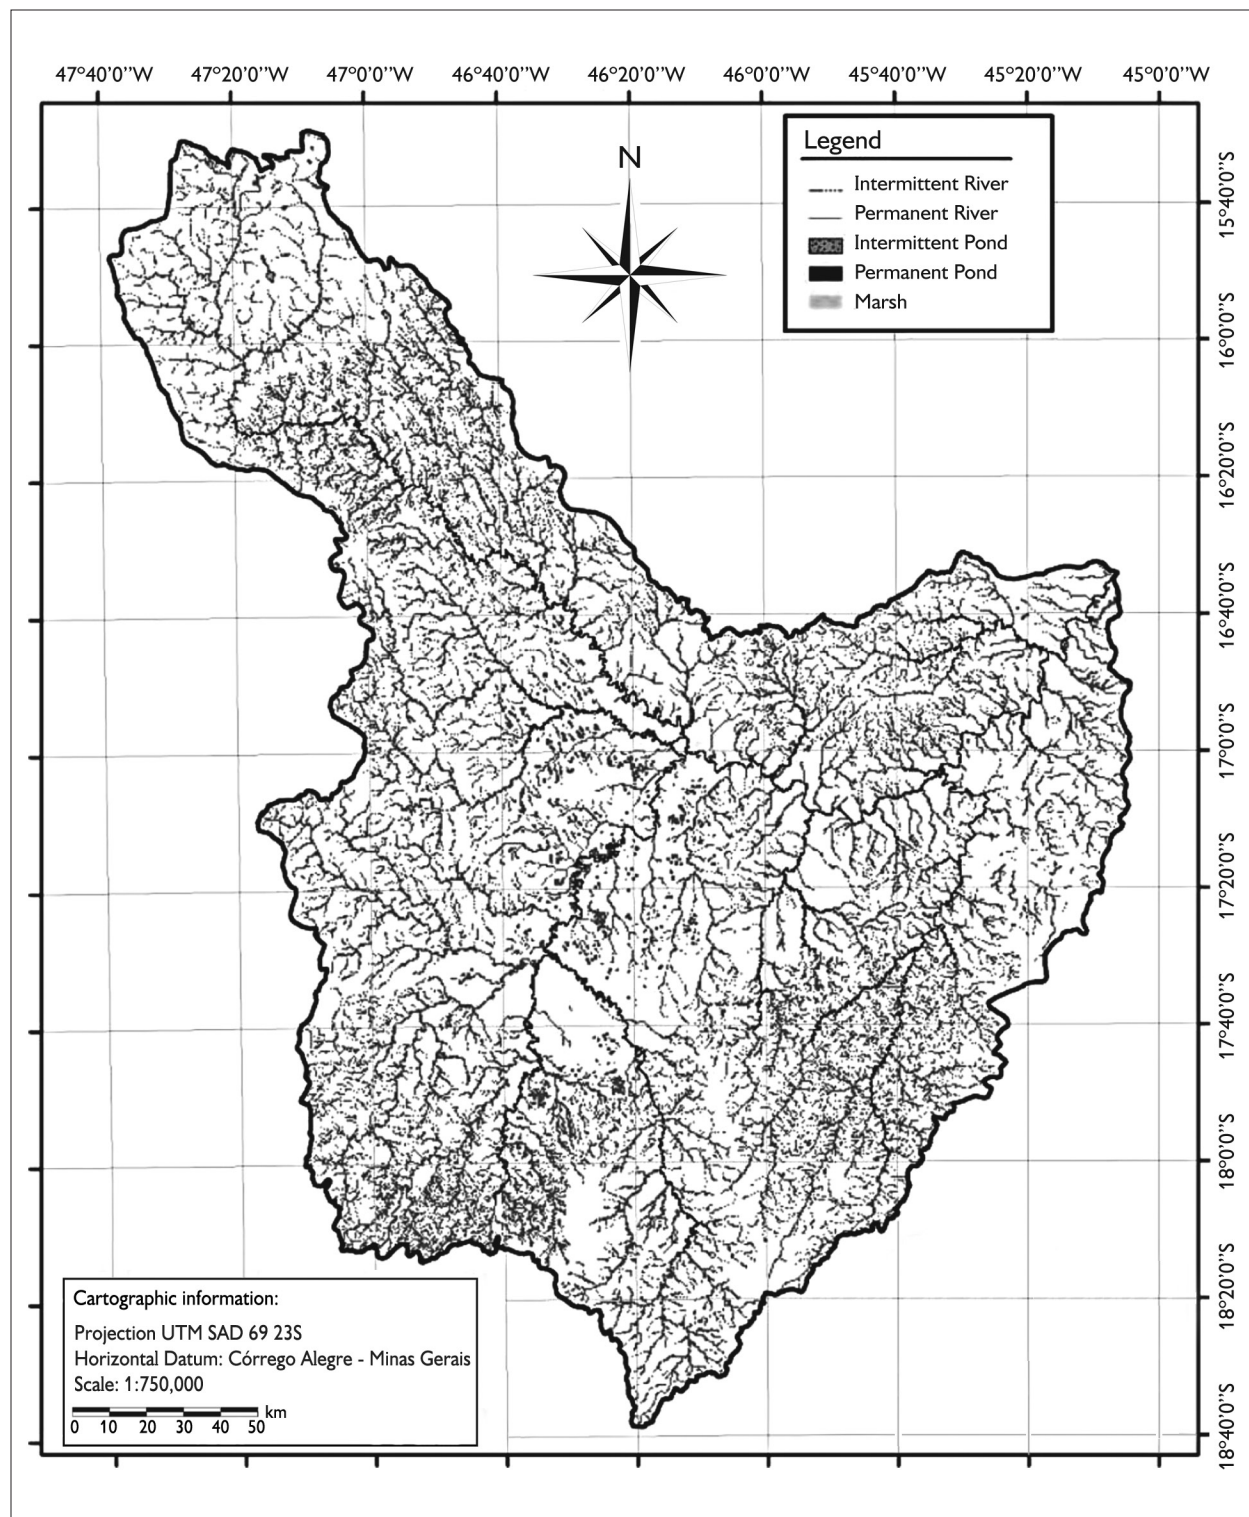 47°40'0''W 47°20'0''W 47°0'0''W 46°40'0''W 46°20'0''W 46°0'0''W 45°40'0''W 45°20'0''W 45°0'0''W
N
Legend
Intermittent River
Permanent River
Intermittent Pond
Permanent Pond
Marsh
15°40'0''S
16°0'0''S
16°20'0''S
16°40'0''S
17°0'0''S
17°20'0''S
17°40'0''S
18°0'0''S
18°20'0''S
18°40'0''S
Cartographic information:
Projection UTM SAD 69 23S
Horizontal Datum: Córrego Alegre - Minas Gerais
Scale: 1:750,000
km
0 10 20 30 40 50